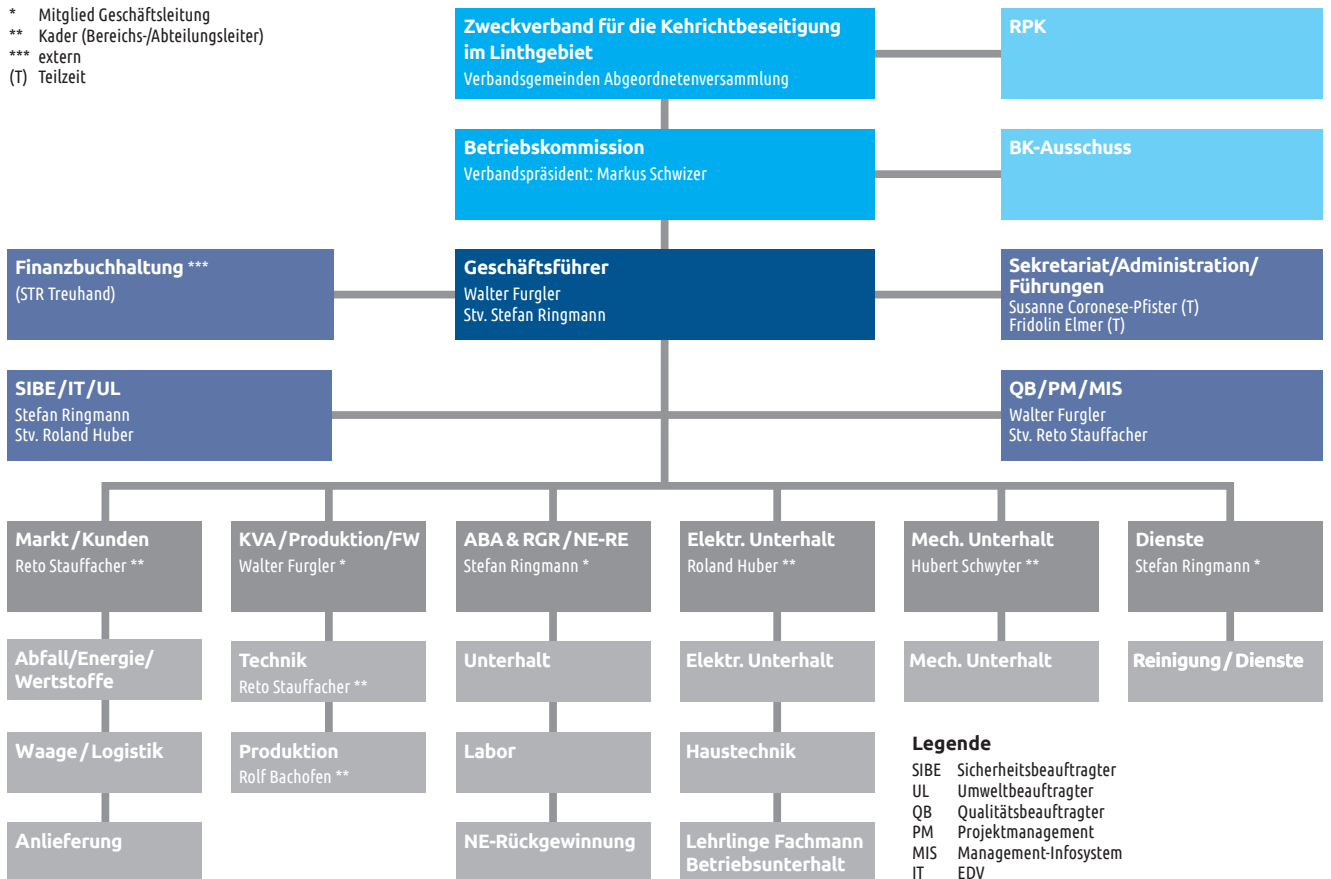 * Mitglied Geschäftsleitung
** Kader (Bereichs-/Abteilungsleiter)
*** extern
(T) Teilzeit
Zweckverband für die Kehrichtbeseitigung
im Linthgebiet
Verbandsgemeinden Abgeordnetenversammlung
RPK
Betriebskommission
Verbandspräsident: Markus Schwizer
BK-Ausschuss
Finanzbuchhaltung ***
(STR Treuhand)
Geschäftsführer
Walter Furgler
Stv. Stefan Ringmann
Sekretariat/Administration/
Führungen
Susanne Coronese-Pfister (T)
Fridolin Elmer (T)
SIBE/IT/UL
Stefan Ringmann
Stv. Roland Huber
QB/PM/MIS
Walter Furgler
Stv. Reto Stauffacher
Markt/Kunden
Reto Stauffacher **
KVA/Produktion/FW
Walter Furgler *
ABA & RGR/NE-RE
Stefan Ringmann *
Elektr. Unterhalt
Roland Huber **
Mech. Unterhalt
Hubert Schwyter **
Dienste
Stefan Ringmann *
Abfall/Energie/
Wertstoffe
Technik
Reto Stauffacher **
Unterhalt
Elektr. Unterhalt
Mech. Unterhalt
Reinigung/Dienste
Waage/Logistik
Produktion
Rolf Bachofen **
Labor
Haustechnik
Anlieferung
NE-Rückgewinnung
Lehrlinge Fachmann
Betriebsunterhalt
Legende
SIBE Sicherheitsbeauftragter
UL Umweltbeauftragter
QB Qualitätsbeauftragter
PM Projektmanagement
MIS Management-Infosystem
IT EDV